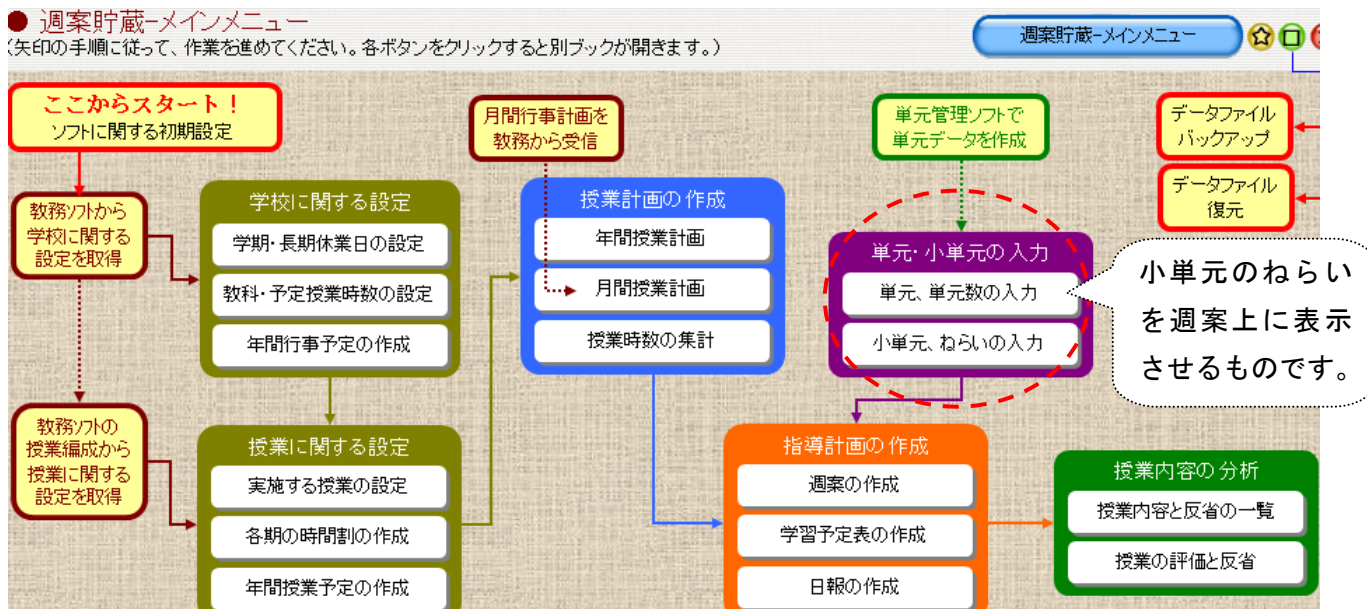 ● 週案貯蔵-メインメニュー
(矢印の手順に従って、作業を進めてください。各ボタンをクリックすると別ブックが開きます。)
週案貯蔵-メインメニュー
ここからスタート!
ソフトに関する初期設定
教務ソフトから
学校に関する
設定を取得
教務ソフトの
授業編成から
授業に関する
設定を取得
学校に関する設定
学期・長期休業日の設定
教科・予定授業時数の設定
年間行事予定の作成
授業に関する設定
実施する授業の設定
各期の時間割の作成
年間授業予定の作成
月間行事計画を
教務から受信
授業計画の作成
年間授業計画
月間授業計画
授業時数の集計
単元管理ソフトで
単元データを作成
単元・小単元の入力
単元、単元数の入力
小単元、ねらいの入力
小単元のねらい
を週案上に表示
させるものです。
指導計画の作成
週案の作成
学習予定表の作成
日報の作成
データファイル
バックアップ
データファイル
復元
授業内容の分析
授業内容と反省の一覧
授業の評価と反省